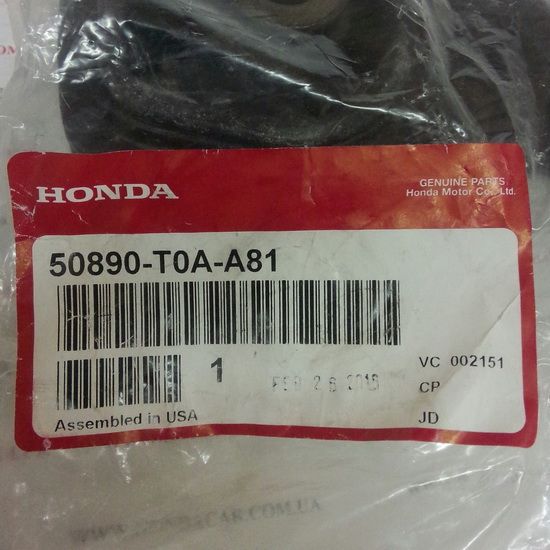 HONDA
GENUINE PARTS
Honda Motor Co., Ltd.
50890-T0A-A81
1
VC 002151
CP
Assembled in USA
JD